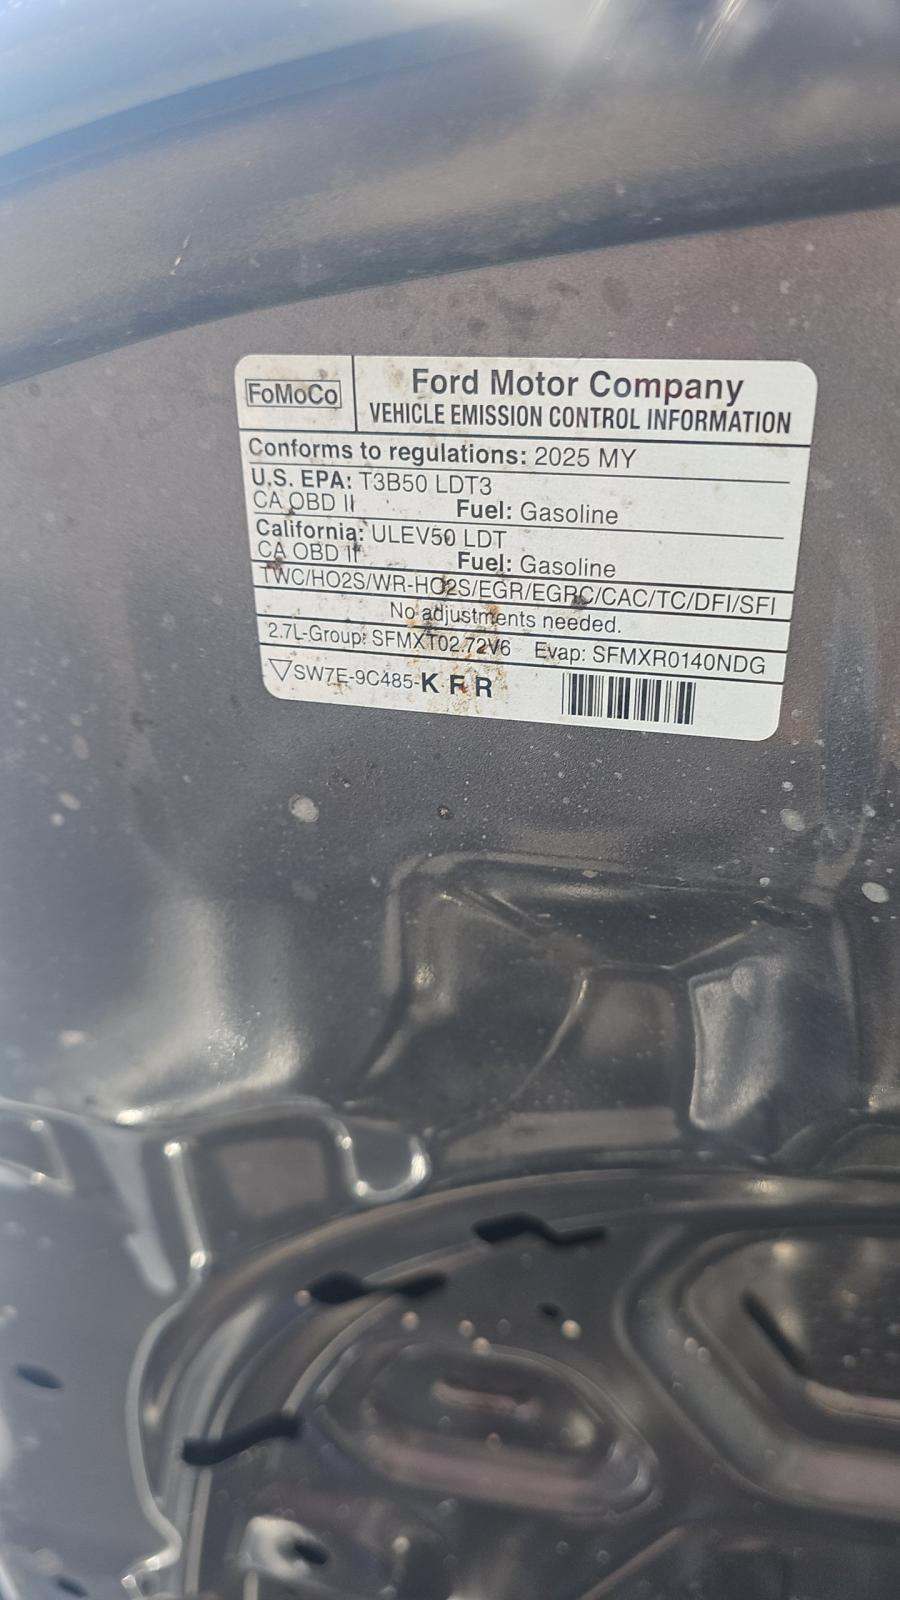 FoMoCo
Ford Motor Company
VEHICLE EMISSION CONTROL INFORMATION
Conforms to regulations: 2025 MY
U.S. EPA: T3B50 LDT3
CA OBD II Fuel: Gasoline
California: ULEV50 LDT
CA OBD II Fuel: Gasoline
TWC/HO2S/WR-HO2S/EGR/EGRC/CAC/TC/DFI/SFI
No adjustments needed.
2.7L-Group: SFMXT02.72V6 Evap: SFMXR0140NDG
▽SW7E-9C485-K F R